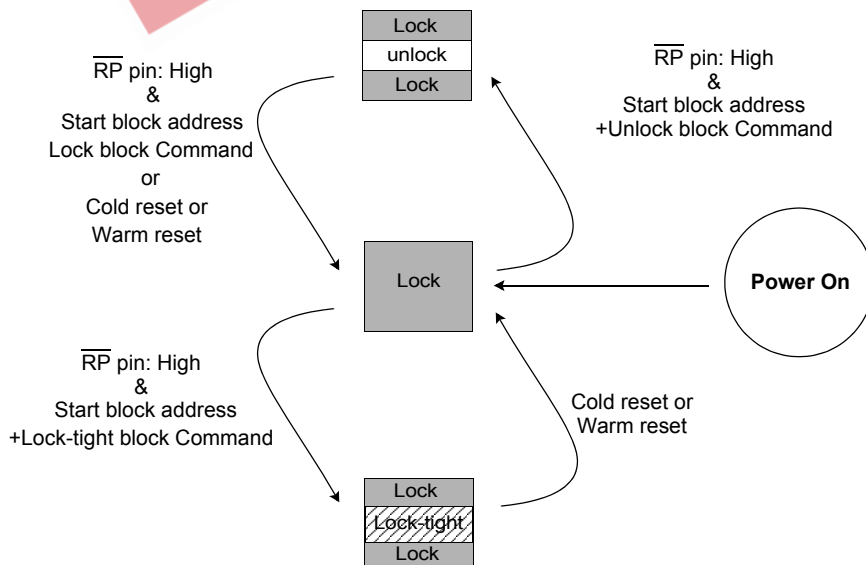 Lock
unlock
Lock
RP pin: High
&
Start block address
Lock block Command
or
Cold reset or
Warm reset
RP pin: High
&
Start block address
+Unlock block Command
Lock
Power On
RP pin: High
&
Start block address
+Lock-tight block Command
Cold reset or
Warm reset
Lock
Lock-tight
Lock